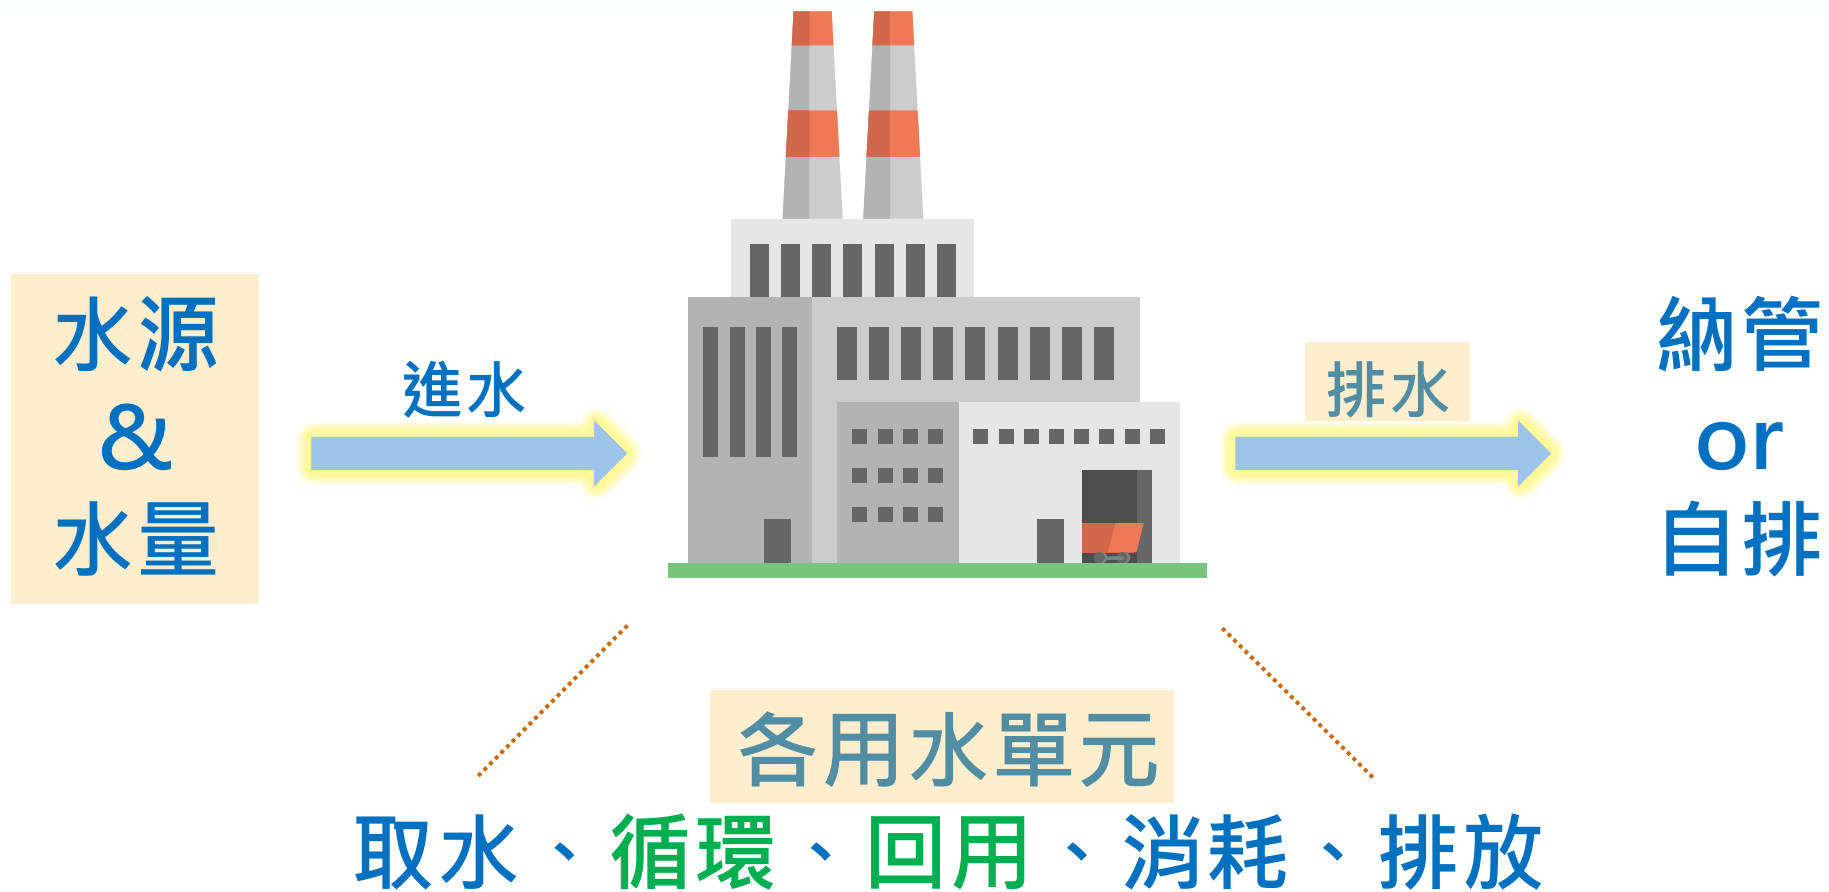 水源
&
水量
進水
排水
納管
or
自排
各用水單元
取水、循環、回用、消耗、排放